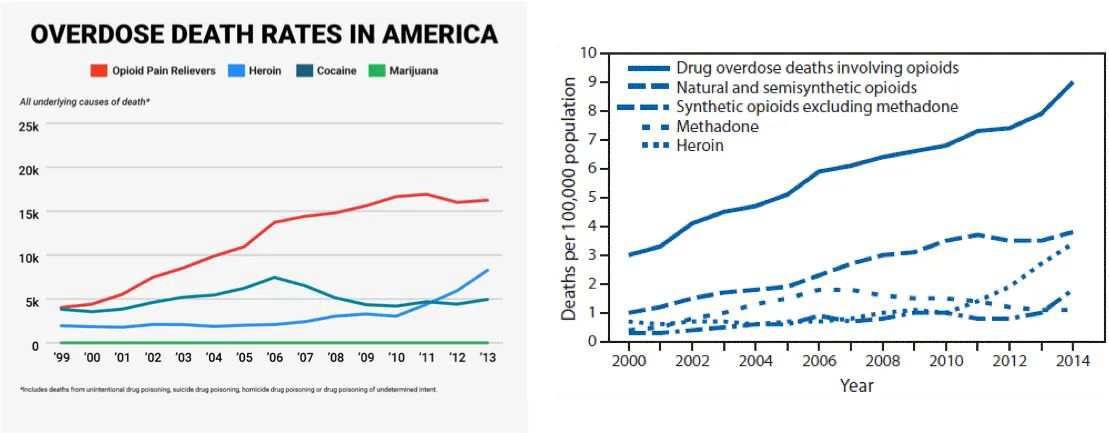 OVERDOSE DEATH RATES IN AMERICA
Opioid Pain Relievers Heroin Cocaine Marijuana
All underlying causes of death*
25k
20k
15k
10k
5k
0
'99 '00 '01 '02 '03 '04 '05 '06 '07 '08 '09 '10 '11 '12 '13
*Includes deaths from unintentional drug poisoning, suicide drug poisoning, homicide drug poisoning or drug poisoning of undetermined intent.
Deaths per 100,000 population
10
9
8
7
6
5
4
3
2
1
0
Drug overdose deaths involving opioids
Natural and semisynthetic opioids
Synthetic opioids excluding methadone
Methadone
Heroin
2000 2002 2004 2006 2008 2010 2012 2014
Year